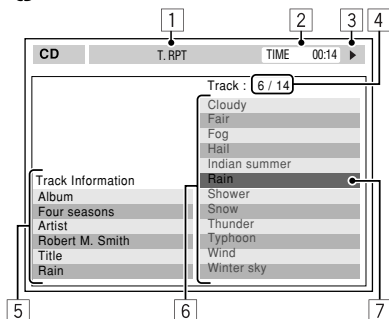 CD
1 2 3 4
CD T. RPT TIME 00:14
Track : 6 / 14
Cloudy
Fair
Fog
Hail
Indian summer
Rain
Shower
Snow
Thunder
Typhoon
Wind
Winter sky
Track Information
Album
Four seasons
Artist
Robert M. Smith
Title
Rain
5 6 7